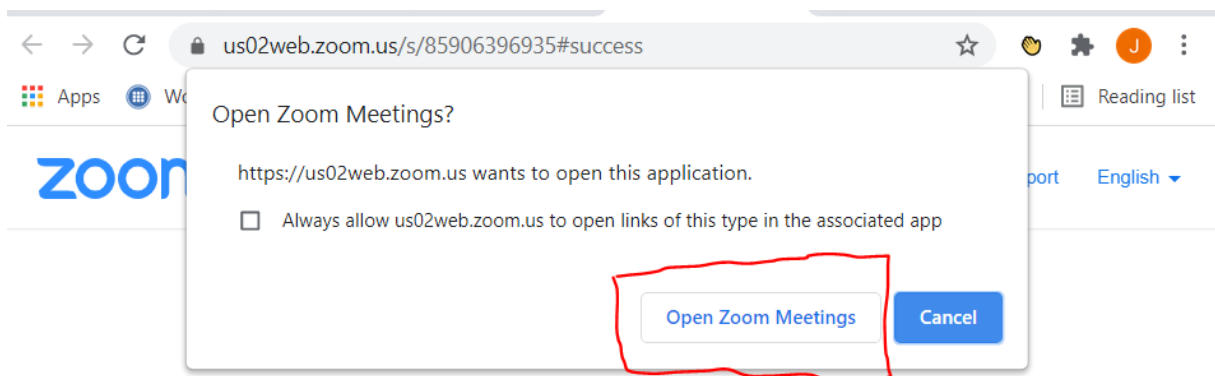 us02web.zoom.us/s/85906396935#success
J
Apps
Reading list
Open Zoom Meetings?
https://us02web.zoom.us wants to open this application.
English
Always allow us02web.zoom.us to open links of this type in the associated app
Open Zoom Meetings Cancel